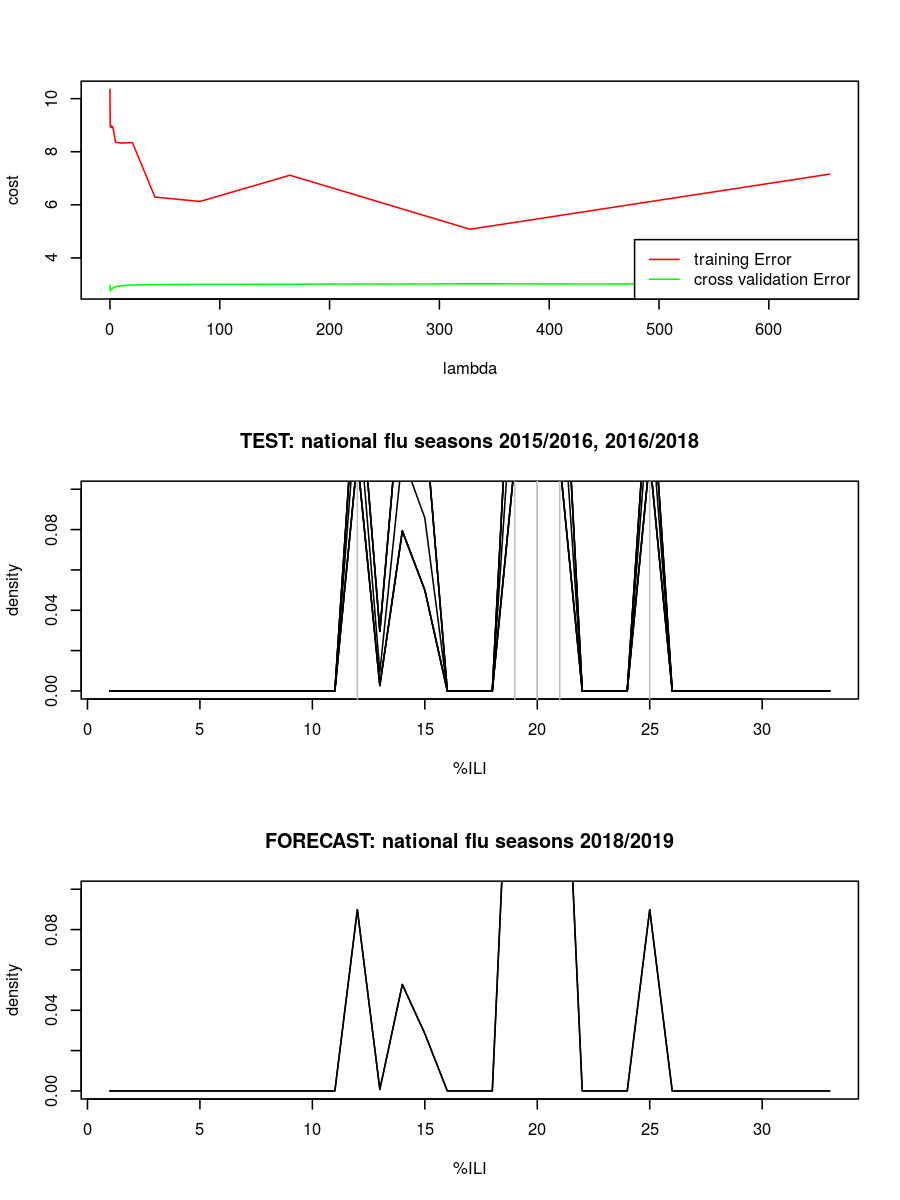 10
8
6
4
cost
training Error
cross validation Error
0 100 200 300 400 500 600
lambda
TEST: national flu seasons 2015/2016, 2016/2018
0.08
0.04
0.00
density
0 5 10 15 20 25 30
%ILI
FORECAST: national flu seasons 2018/2019
0.08
0.04
0.00
density
0 5 10 15 20 25 30
%ILI